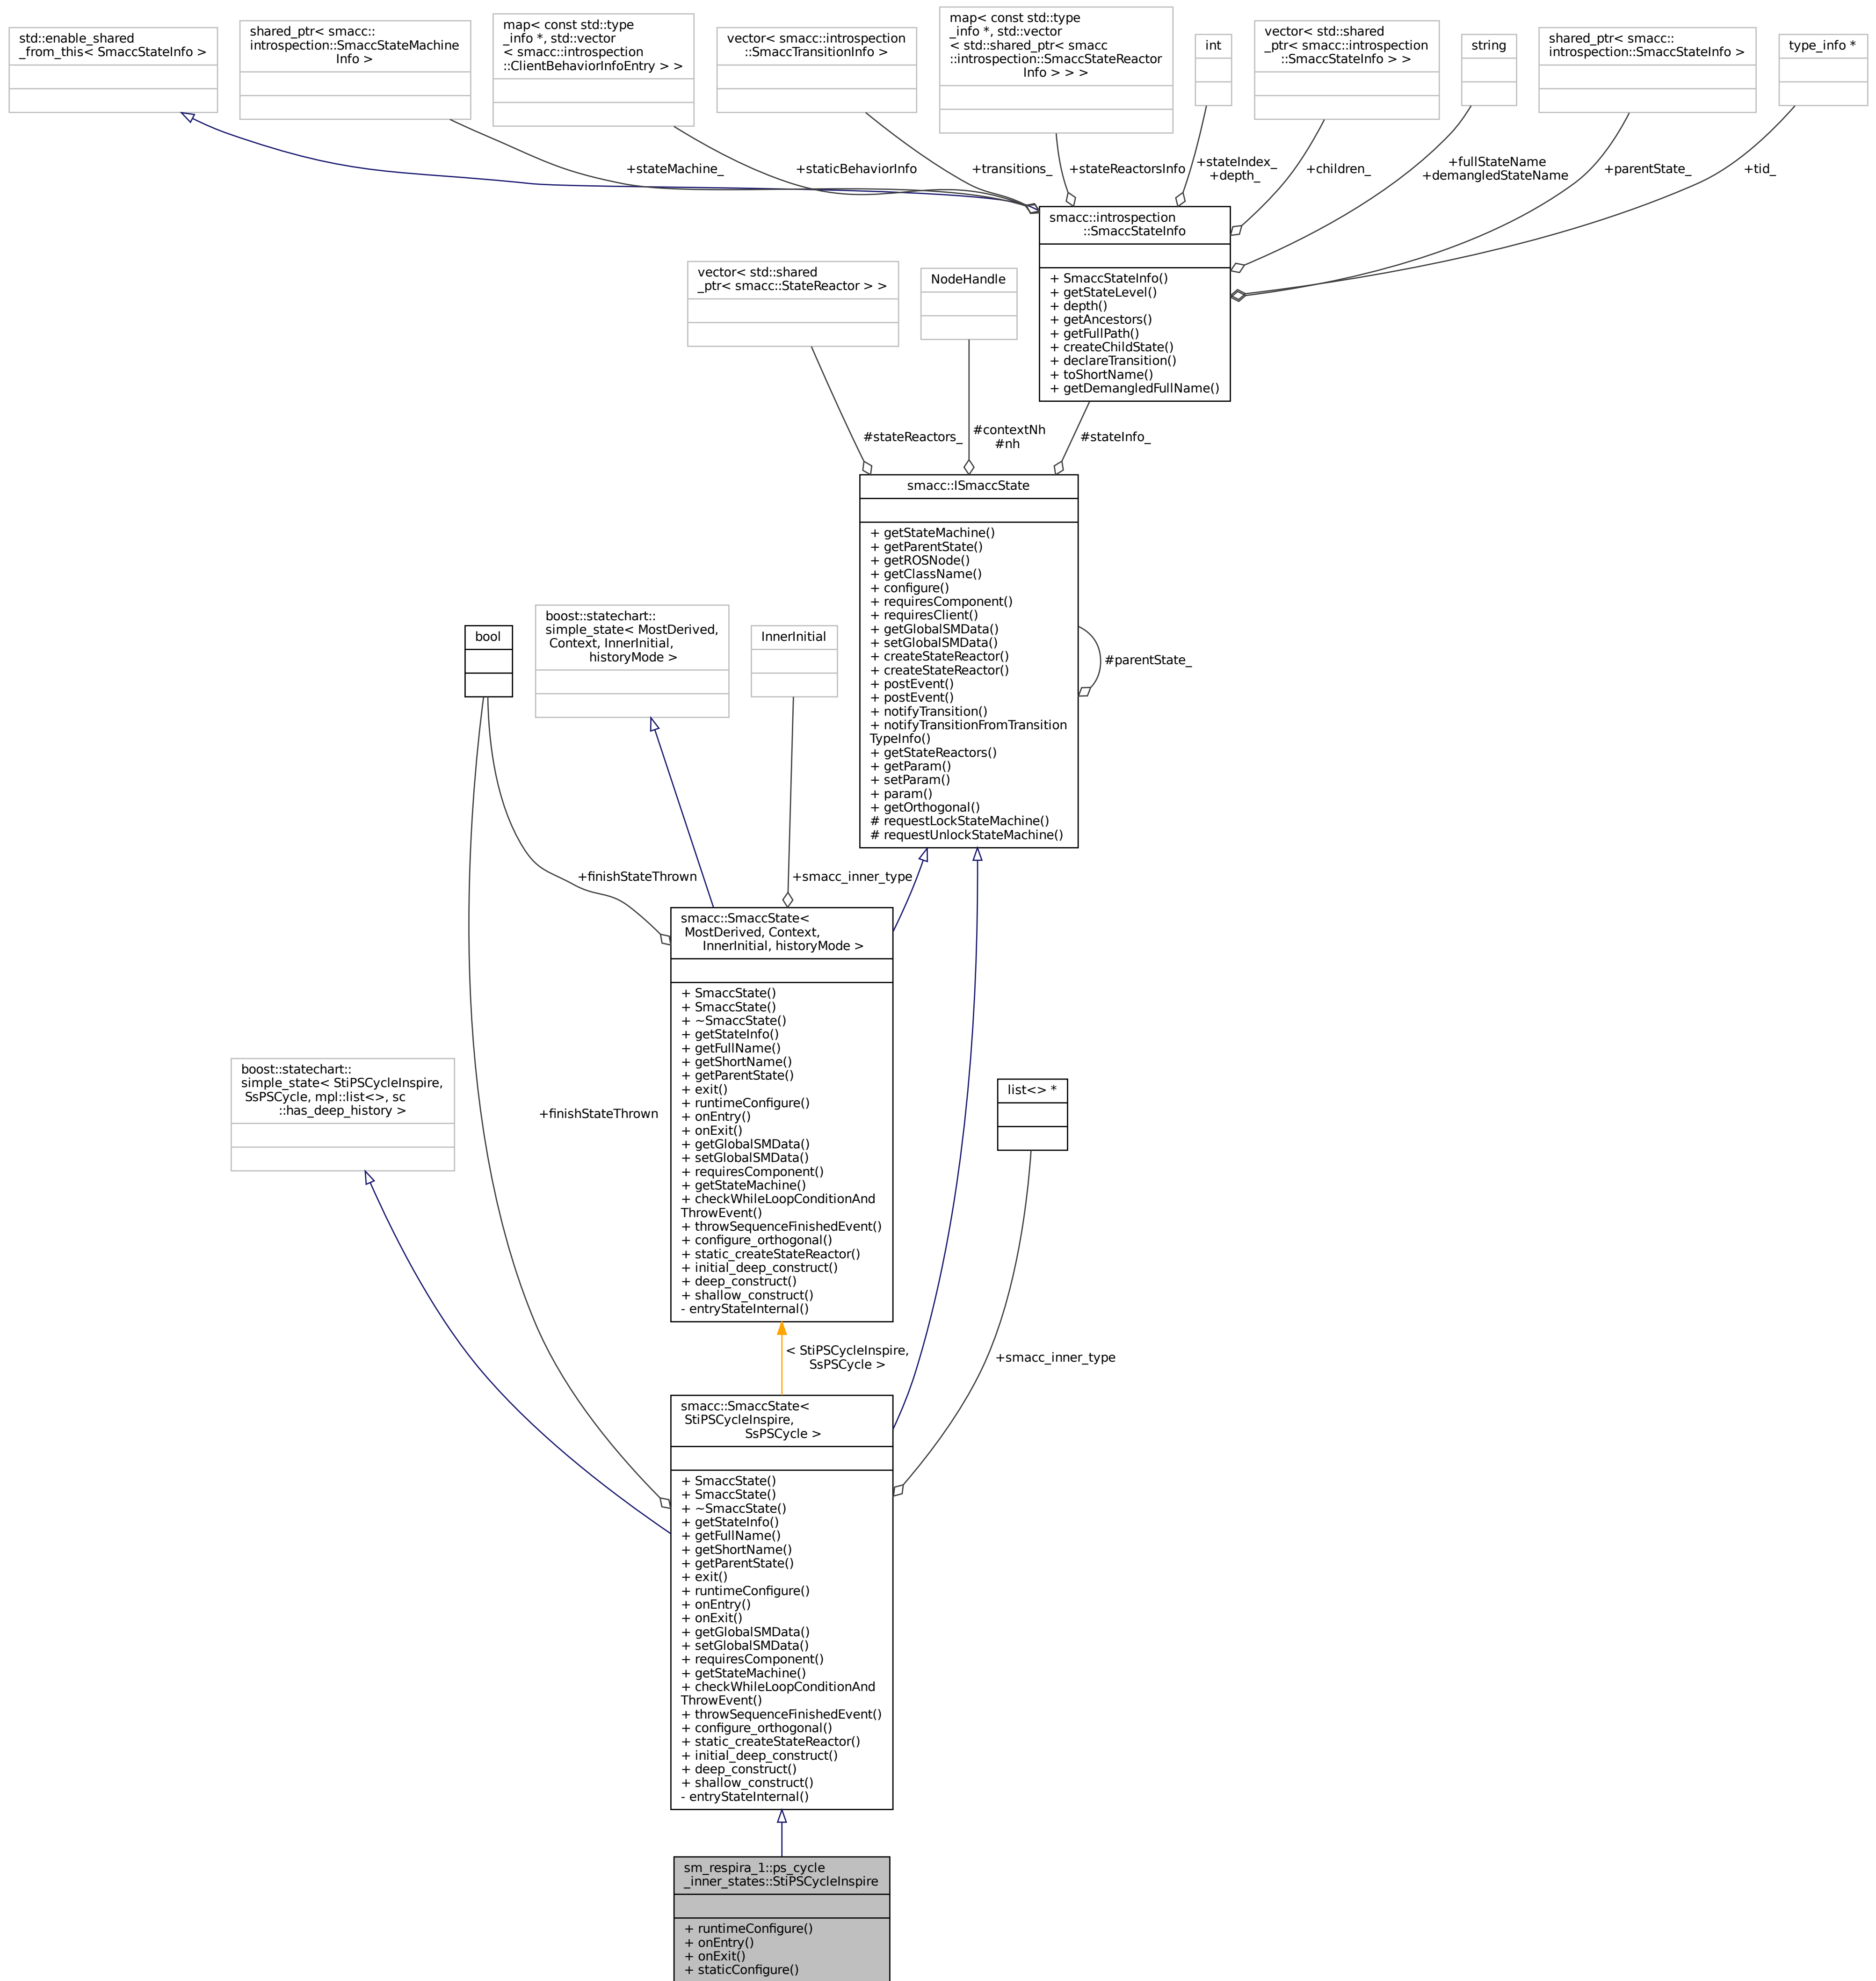 std::enable_shared
_from_this< SmaccStateInfo >
shared_ptr< smacc::
introspection::SmaccStateMachine
Info >
map< const std::type
_info *, std::vector
< smacc::introspection
::ClientBehaviorInfoEntry > >
vector< smacc::introspection
::SmaccTransitionInfo >
map< const std::type
_info *, std::vector
< std::shared_ptr< smacc
::introspection::SmaccStateReactor
Info > > >
int
vector< std::shared
_ptr< smacc::introspection
::SmaccStateInfo > >
string
shared_ptr< smacc::
introspection::SmaccStateInfo >
type_info *
+stateMachine_
+staticBehaviorInfo
+transitions_
+stateReactorsInfo
+stateIndex_
+depth_
+children_
+fullStateName
+demangledStateName
+parentState_
+tid_
smacc::introspection
::SmaccStateInfo
+ SmaccStateInfo()
+ getStateLevel()
+ depth()
+ getAncestors()
+ getFullPath()
+ createChildState()
+ declareTransition()
+ toShortName()
+ getDemangledFullName()
vector< std::shared
_ptr< smacc::StateReactor > >
NodeHandle
#stateReactors_
#contextNh
#nh
#stateInfo_
smacc::ISmaccState
+ getStateMachine()
+ getParentState()
+ getROSNode()
+ getClassName()
+ configure()
+ requiresComponent()
+ requiresClient()
+ getGlobalSMData()
+ setGlobalSMData()
+ createStateReactor()
+ createStateReactor()
+ postEvent()
+ postEvent()
+ notifyTransition()
+ notifyTransitionFromTransition
TypeInfo()
+ getStateReactors()
+ getParam()
+ setParam()
+ param()
+ getOrthogonal()
# requestLockStateMachine()
# requestUnlockStateMachine()
#parentState_
bool
boost::statechart::
simple_state< MostDerived,
Context, InnerInitial,
historyMode >
InnerInitial
+finishStateThrown
+smacc_inner_type
smacc::SmaccState<
MostDerived, Context,
InnerInitial, historyMode >
+ SmaccState()
+ SmaccState()
+ ~SmaccState()
+ getStateInfo()
+ getFullName()
+ getShortName()
+ getParentState()
+ exit()
+ runtimeConfigure()
+ onEntry()
+ onExit()
+ getGlobalSMData()
+ setGlobalSMData()
+ requiresComponent()
+ getStateMachine()
+ checkWhileLoopConditionAnd
ThrowEvent()
+ throwSequenceFinishedEvent()
+ configure_orthogonal()
+ static_createStateReactor()
+ initial_deep_construct()
+ deep_construct()
+ shallow_construct()
- entryStateInternal()
boost::statechart::
simple_state< StiPSCycleInspire,
SsPSCycle, mpl::list<>, sc
::has_deep_history >
+finishStateThrown
list<> *
< StiPSCycleInspire,
SsPSCycle >
+smacc_inner_type
smacc::SmaccState<
StiPSCycleInspire,
SsPSCycle >
+ SmaccState()
+ SmaccState()
+ ~SmaccState()
+ getStateInfo()
+ getFullName()
+ getShortName()
+ getParentState()
+ exit()
+ runtimeConfigure()
+ onEntry()
+ onExit()
+ getGlobalSMData()
+ setGlobalSMData()
+ requiresComponent()
+ getStateMachine()
+ checkWhileLoopConditionAnd
ThrowEvent()
+ throwSequenceFinishedEvent()
+ configure_orthogonal()
+ static_createStateReactor()
+ initial_deep_construct()
+ deep_construct()
+ shallow_construct()
- entryStateInternal()
sm_respira_1::ps_cycle
_inner_states::StiPSCycleInspire
+ runtimeConfigure()
+ onEntry()
+ onExit()
+ staticConfigure()